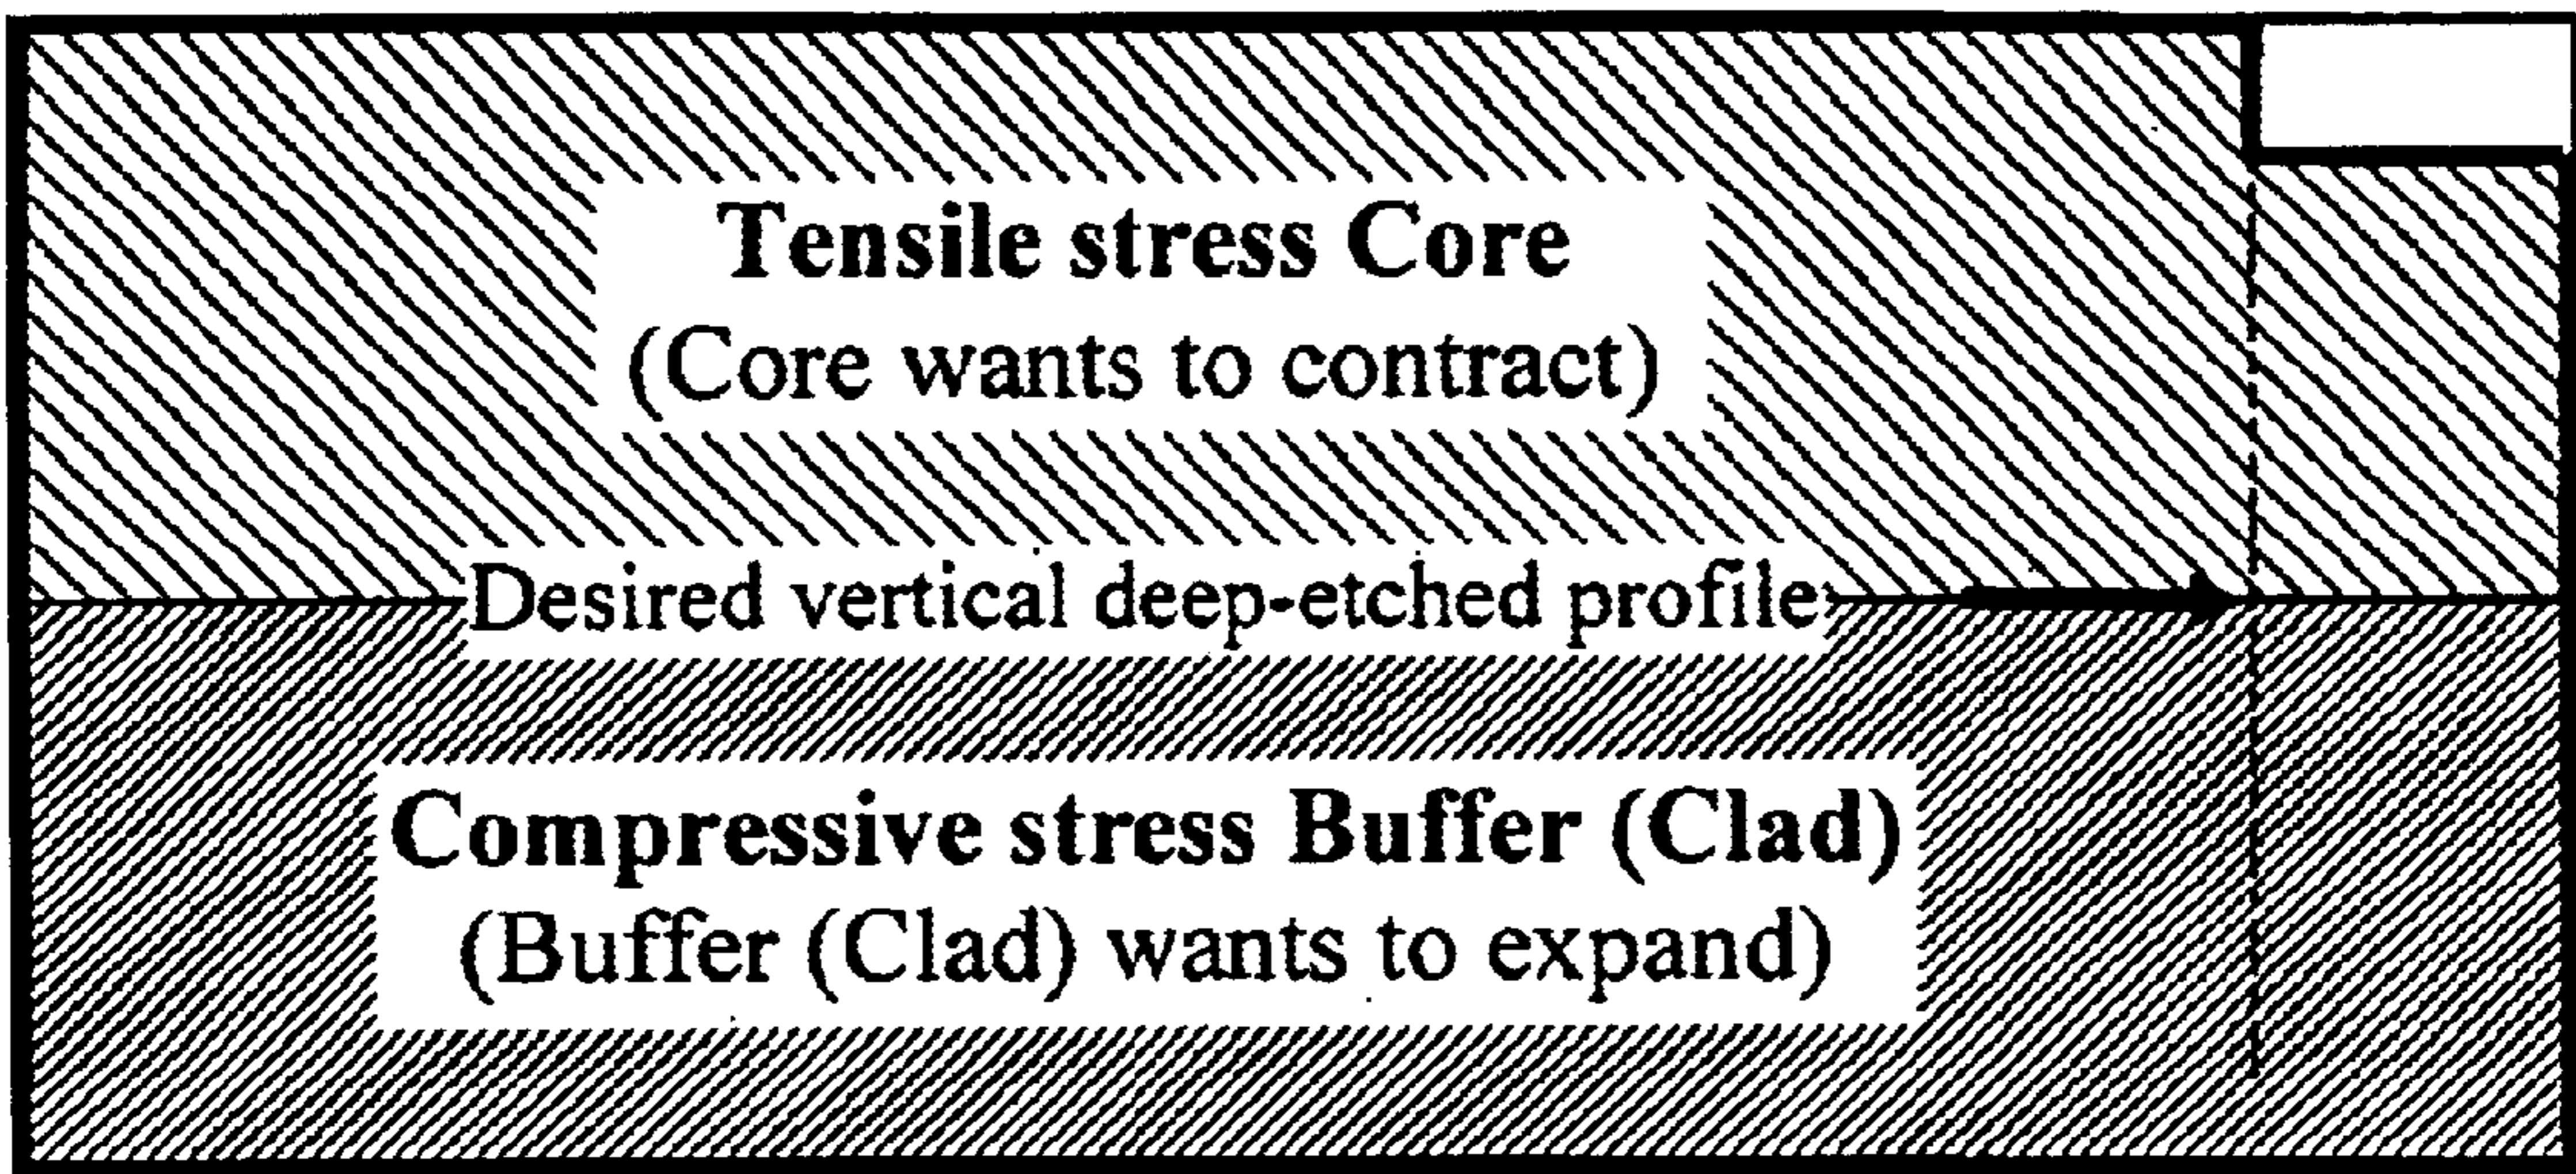 Tensile stress Core
(Core wants to contract)
Desired vertical deep-etched profile
Compressive stress Buffer (Clad)
(Buffer (Clad) wants to expand)